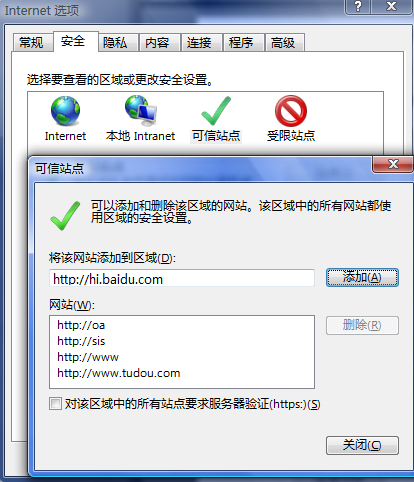 Internet 选项
常规 安全 隐私 内容 连接 程序 高级
选择要查看的区域或更改安全设置。
Internet 本地 Intranet 可信站点 受限站点
可信站点
可以添加和删除该区域的网站。该区域中的所有网站都使
用区域的安全设置。
将该网站添加到区域(D):
http://hi.baidu.com 添加(A)
网站(W):
http://oa 删除(R)
http://sis
http://www
http://www.tudou.com
对该区域中的所有站点要求服务器验证(https:)(S)
关闭(C)